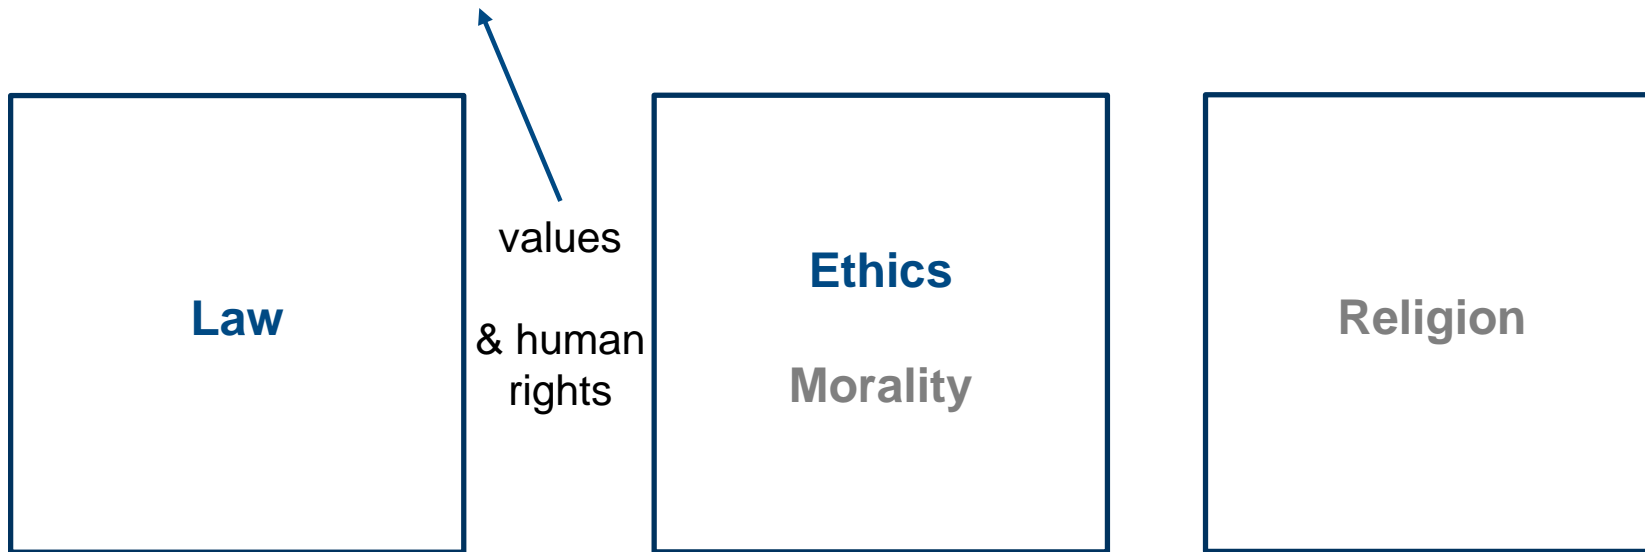 Law
values
& human
rights
Ethics
Morality
Religion